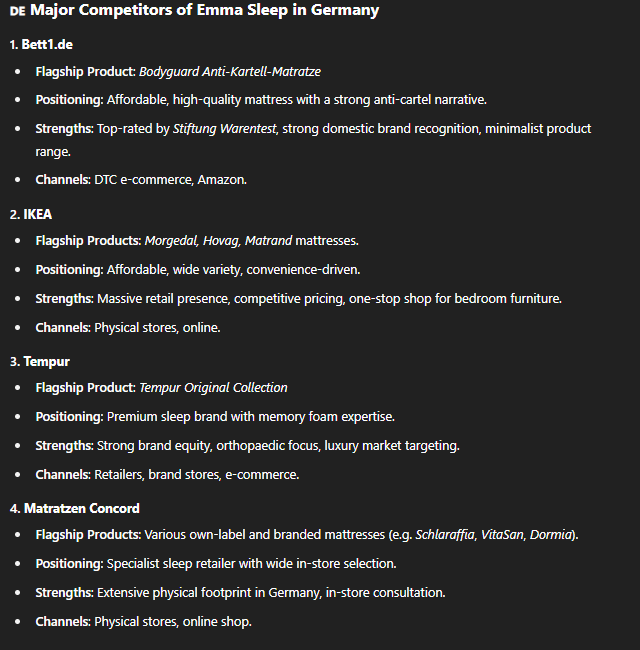 DE Major Competitors of Emma Sleep in Germany
1. Bett1.de
• Flagship Product: Bodyguard Anti-Kartell-Matratze
• Positioning: Affordable, high-quality mattress with a strong anti-cartel narrative.
• Strengths: Top-rated by Stiftung Warentest, strong domestic brand recognition, minimalist product
range.
• Channels: DTC e-commerce, Amazon.
2. IKEA
• Flagship Products: Morgedal, Hovag, Matrand mattresses.
• Positioning: Affordable, wide variety, convenience-driven.
• Strengths: Massive retail presence, competitive pricing, one-stop shop for bedroom furniture.
• Channels: Physical stores, online.
3. Tempur
• Flagship Product: Tempur Original Collection
• Positioning: Premium sleep brand with memory foam expertise.
• Strengths: Strong brand equity, orthopaedic focus, luxury market targeting.
• Channels: Retailers, brand stores, e-commerce.
4. Matratzen Concord
• Flagship Products: Various own-label and branded mattresses (e.g. Schlaraffia, VitaSan, Dormia).
• Positioning: Specialist sleep retailer with wide in-store selection.
• Strengths: Extensive physical footprint in Germany, in-store consultation.
• Channels: Physical stores, online shop.